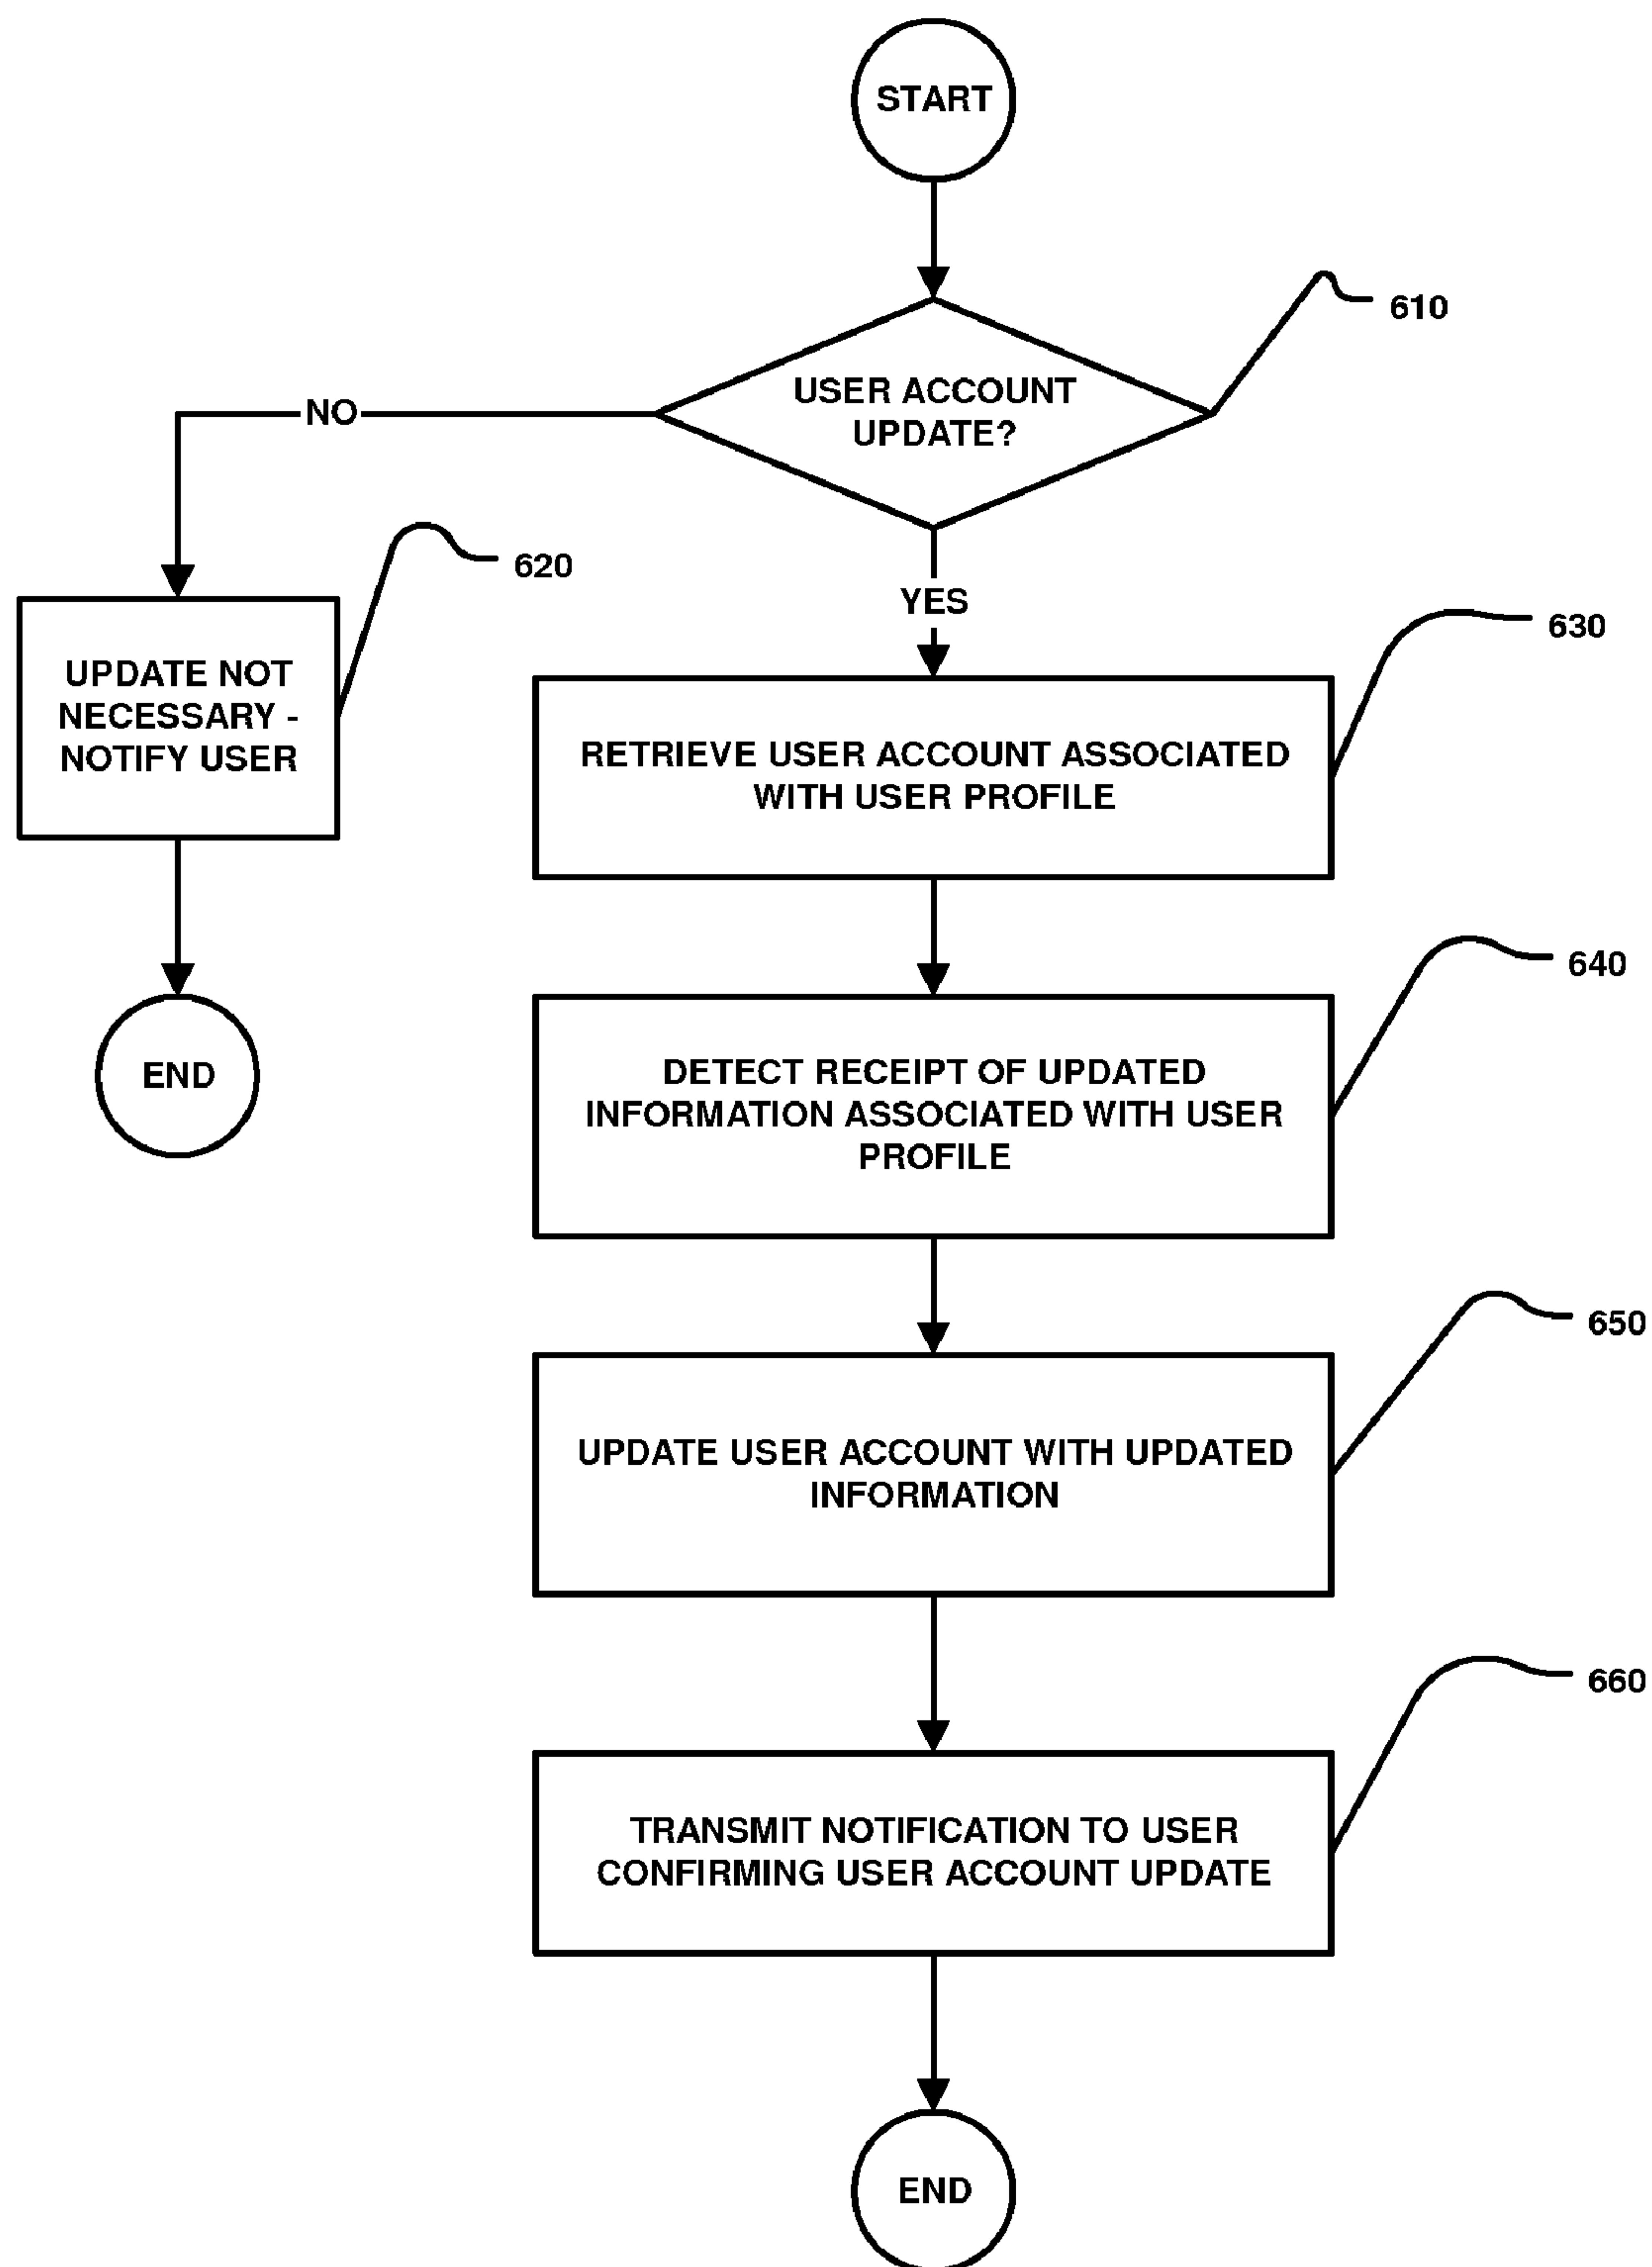 START
610
USER ACCOUNT
UPDATE?
NO
620
YES
630
UPDATE NOT
NECESSARY -
NOTIFY USER
RETRIEVE USER ACCOUNT ASSOCIATED
WITH USER PROFILE
640
END
DETECT RECEIPT OF UPDATED
INFORMATION ASSOCIATED WITH USER
PROFILE
650
UPDATE USER ACCOUNT WITH UPDATED
INFORMATION
660
TRANSMIT NOTIFICATION TO USER
CONFIRMING USER ACCOUNT UPDATE
END